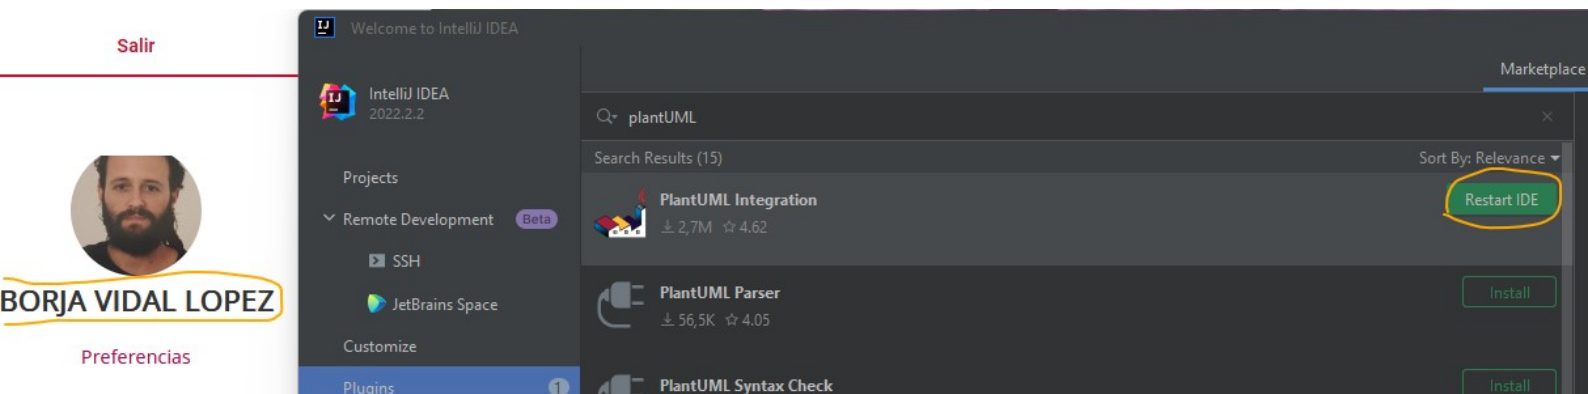 Salir
BORJA VIDAL LOPEZ
Preferencias
Welcome to IntelliJ IDEA
IntelliJ IDEA
2022.2.2
Projects
Remote Development Beta
SSH
JetBrains Space
Customize
Plugins 1
Marketplace
plantUML
Search Results (15) Sort By: Relevance
PlantUML Integration Restart IDE
2,7M 4.62
PlantUML Parser Install
56,5K 4.05
PlantUML Syntax Check Install